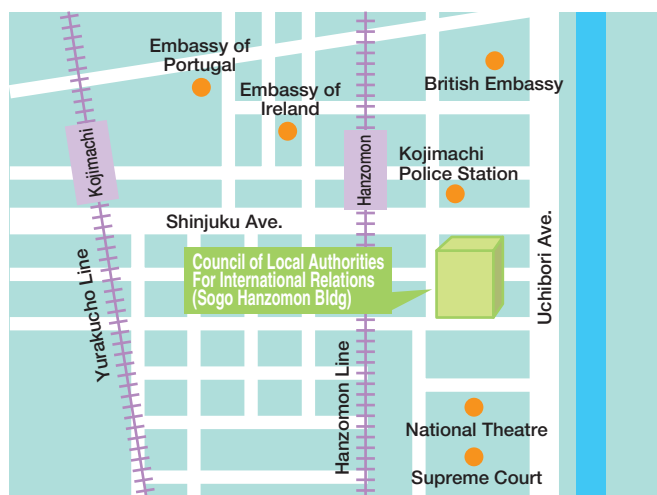 Embassy of
Portugal
Embassy of
Ireland
British Embassy
Kojimachi
Hanzomon
Kojimachi
Police Station
Shinjuku Ave.
Uchibori Ave.
Council of Local Authorities
For International Relations
(Sogo Hanzomon Bldg)
Yurakucho Line
Hanzomon Line
National Theatre
Supreme Court